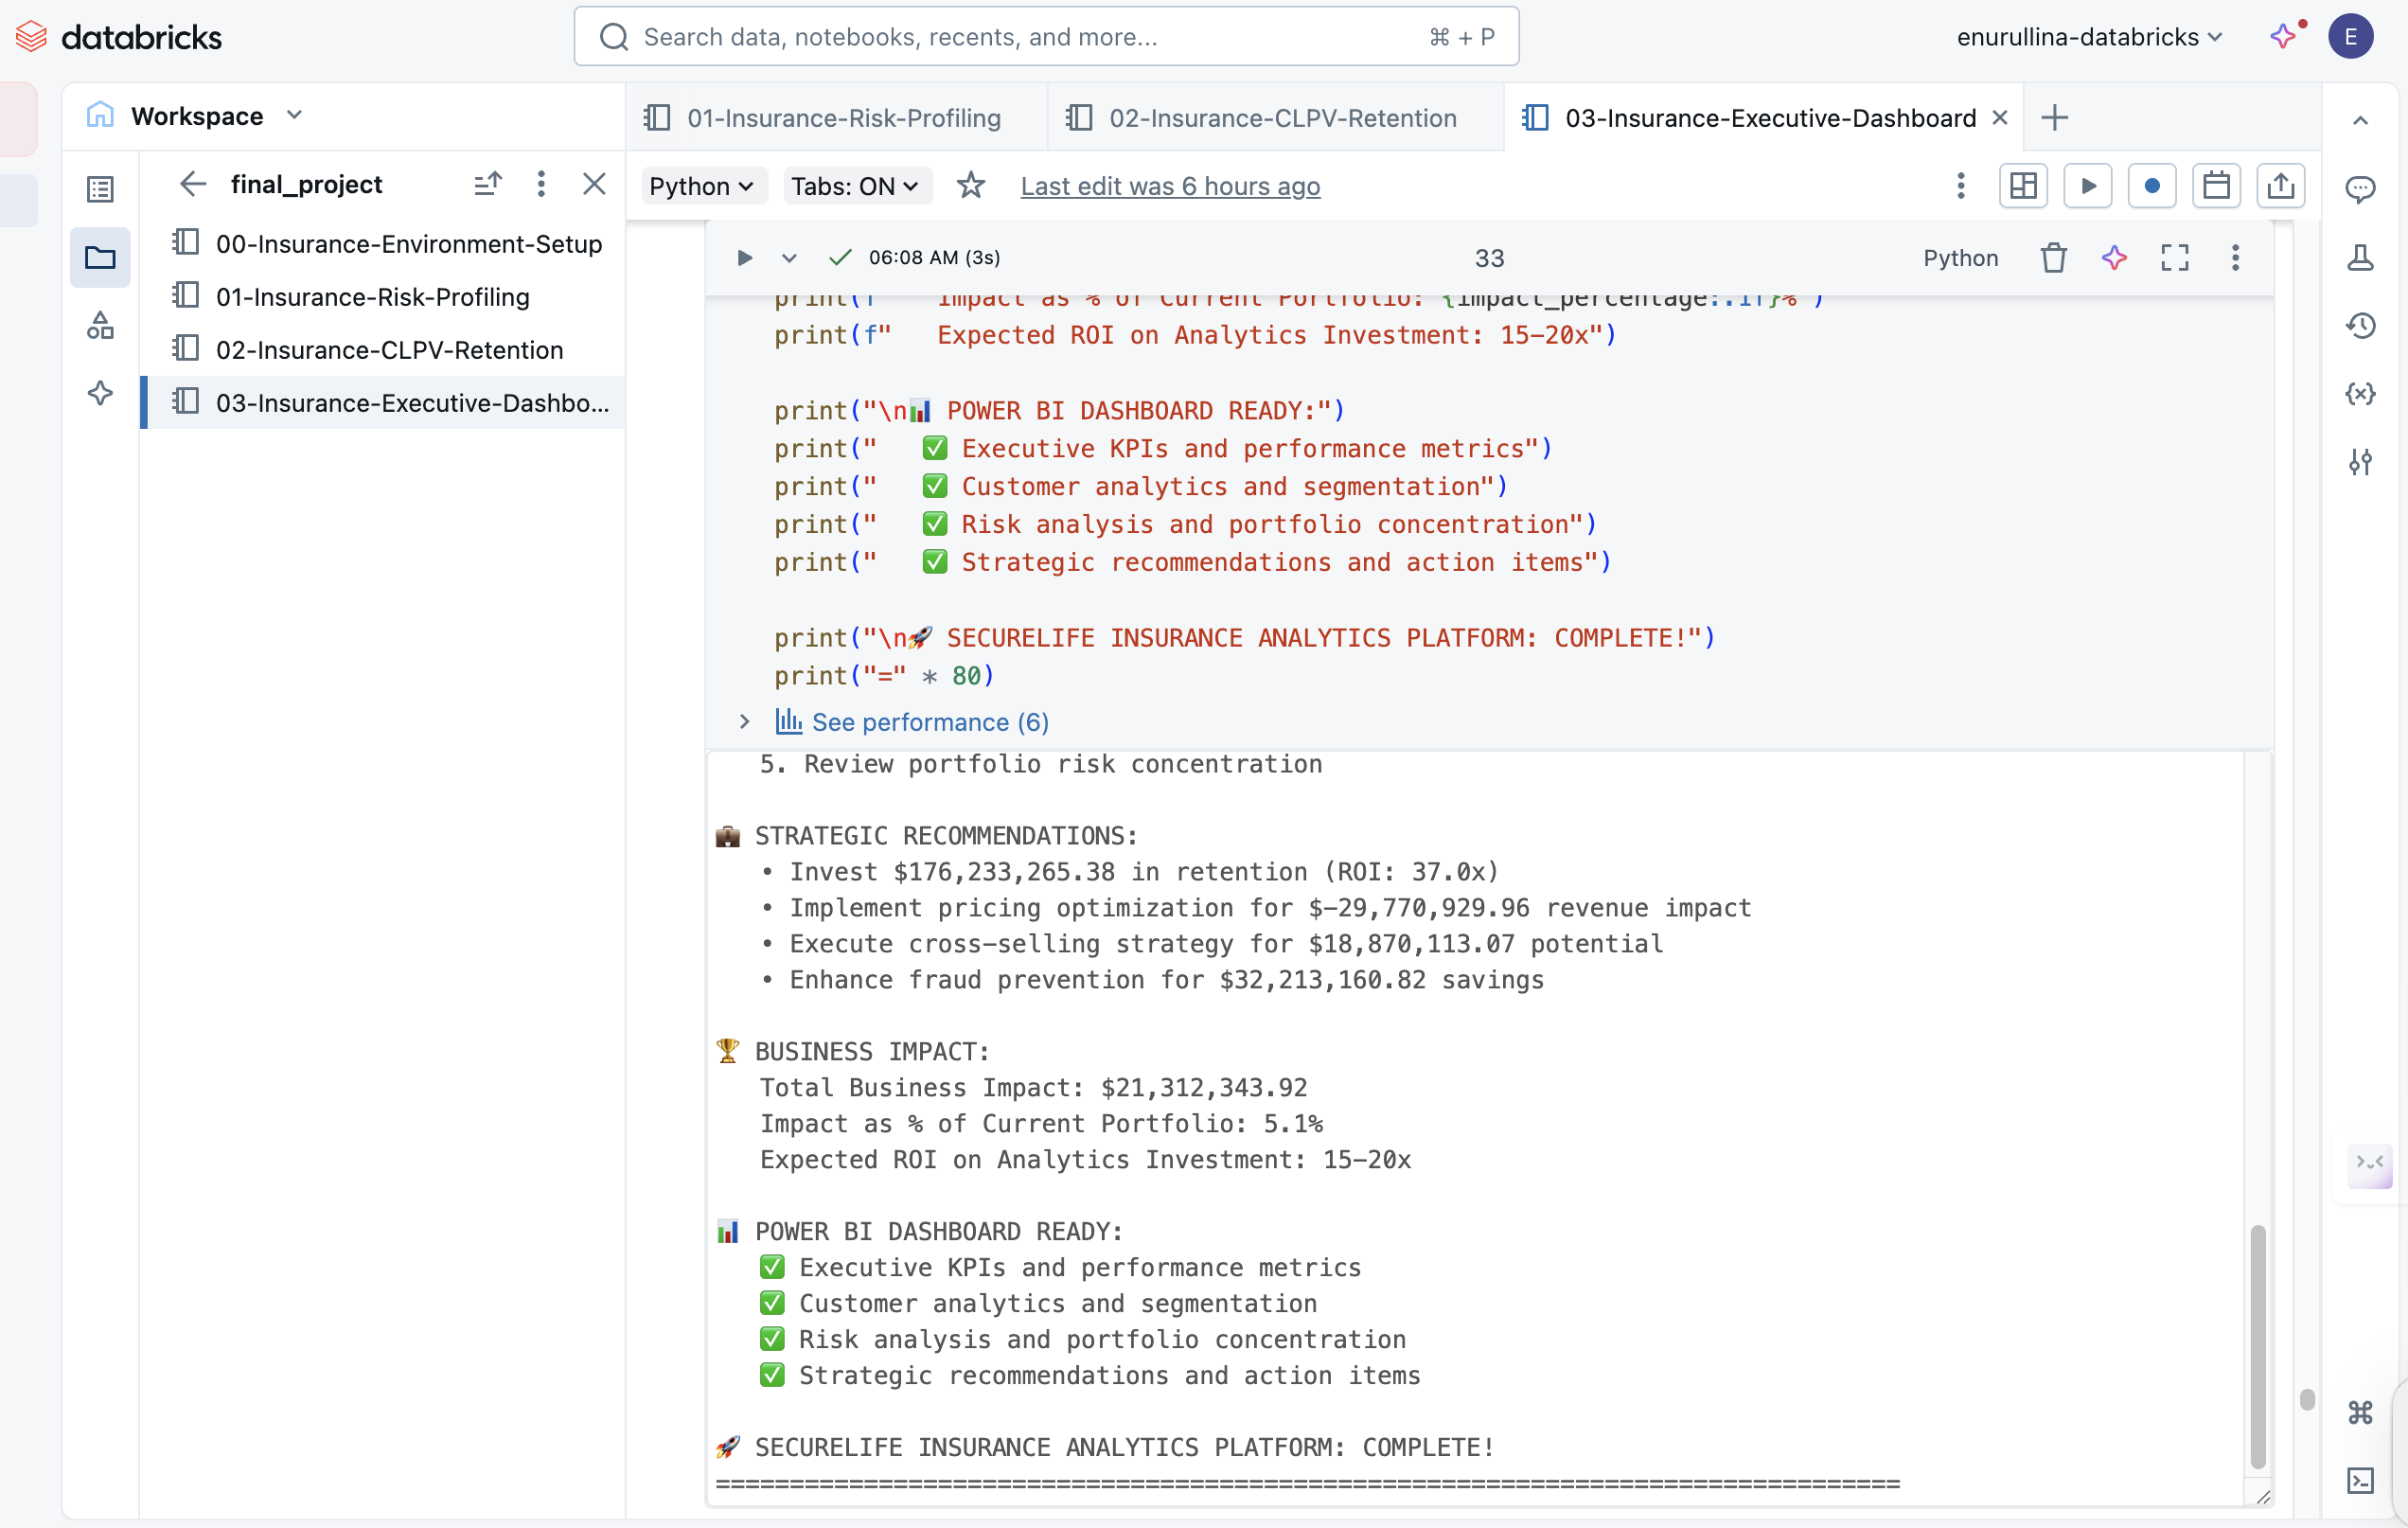 databricks
Search data, notebooks, recents, and more...
⌘ + P
enurullina-databricks
E
Workspace
01-Insurance-Risk-Profiling
02-Insurance-CLPV-Retention
03-Insurance-Executive-Dashboard
final_project
Python
Tabs: ON
Last edit was 6 hours ago
00-Insurance-Environment-Setup
01-Insurance-Risk-Profiling
02-Insurance-CLPV-Retention
03-Insurance-Executive-Dashbo...
06:08 AM (3s)
33
Python
print(f"   Impact as % of Current Portfolio: {impact_percentage:.1f}%")
print(f"   Expected ROI on Analytics Investment: 15-20x")
print("\n📊 POWER BI DASHBOARD READY:")
print("   ✅ Executive KPIs and performance metrics")
print("   ✅ Customer analytics and segmentation")
print("   ✅ Risk analysis and portfolio concentration")
print("   ✅ Strategic recommendations and action items")
print("\n🚀 SECURELIFE INSURANCE ANALYTICS PLATFORM: COMPLETE!")
print("=" * 80)
See performance (6)
5. Review portfolio risk concentration
💼 STRATEGIC RECOMMENDATIONS:
• Invest $176,233,265.38 in retention (ROI: 37.0x)
• Implement pricing optimization for $-29,770,929.96 revenue impact
• Execute cross-selling strategy for $18,870,113.07 potential
• Enhance fraud prevention for $32,213,160.82 savings
🏆 BUSINESS IMPACT:
Total Business Impact: $21,312,343.92
Impact as % of Current Portfolio: 5.1%
Expected ROI on Analytics Investment: 15-20x
📊 POWER BI DASHBOARD READY:
✅ Executive KPIs and performance metrics
✅ Customer analytics and segmentation
✅ Risk analysis and portfolio concentration
✅ Strategic recommendations and action items
🚀 SECURELIFE INSURANCE ANALYTICS PLATFORM: COMPLETE!
================================================================================